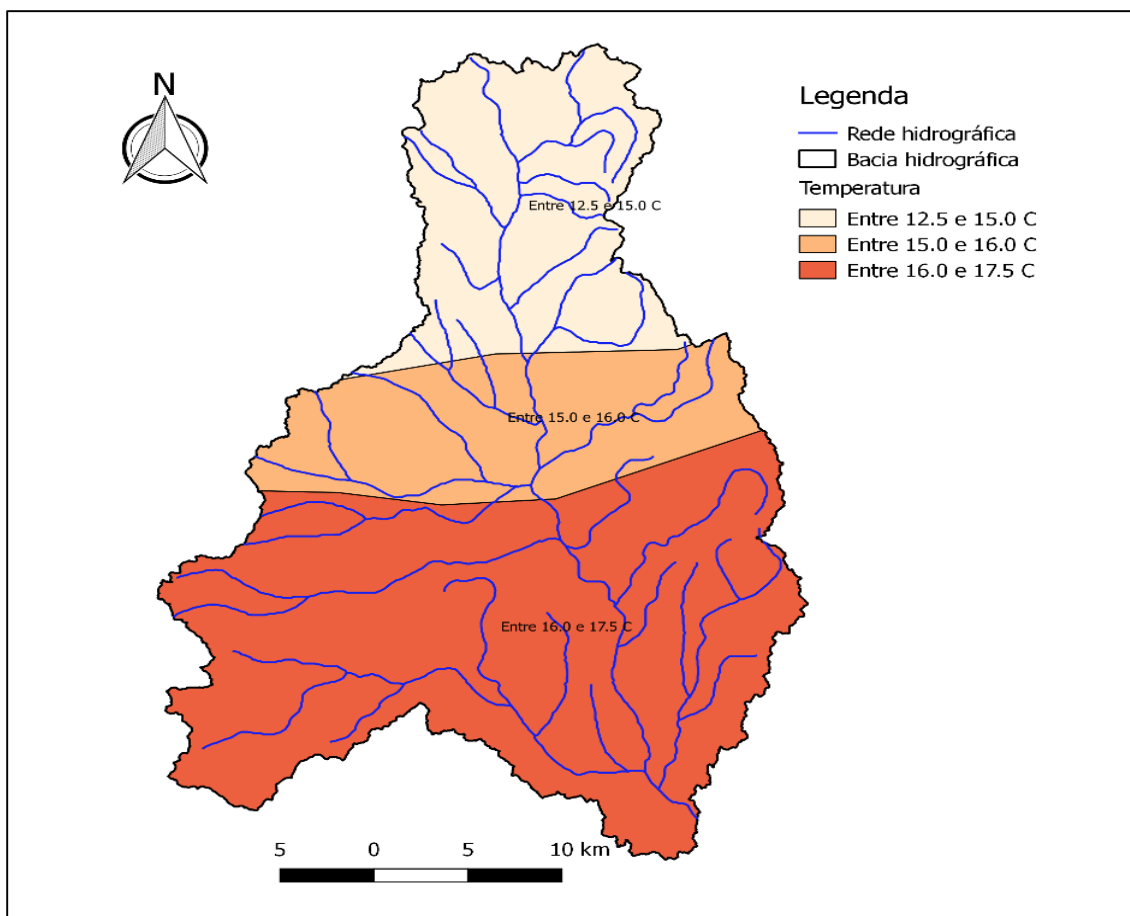 N
Legenda
Rede hidrográfica
Bacia hidrográfica
Temperatura
Entre 12.5 e 15.0 C
Entre 15.0 e 16.0 C
Entre 16.0 e 17.5 C
Entre 12.5 e 15.0 C
Entre 15.0 e 16.0 C
Entre 16.0 e 17.5 C
5 0 5 10 km